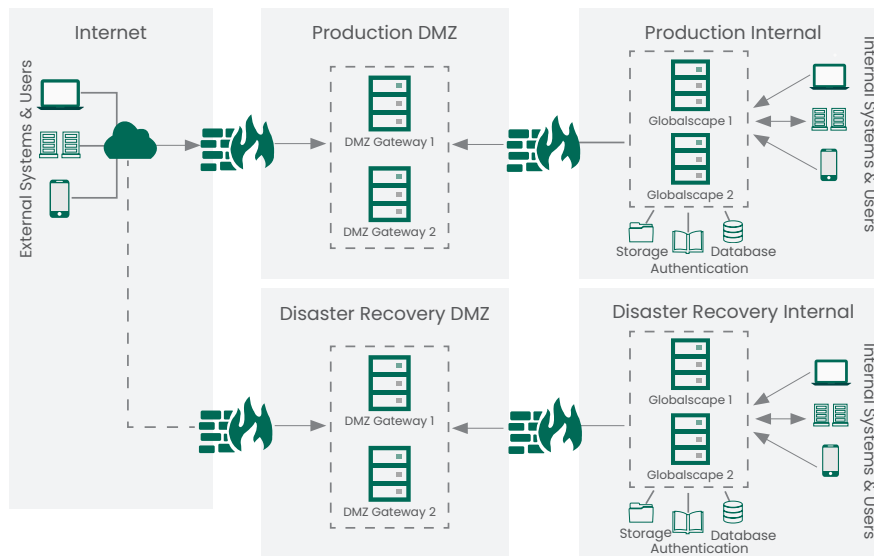 Internet
External Systems & Users
Production DMZ
DMZ Gateway 1
DMZ Gateway 2
Production Internal
Globalscape 1
Globalscape 2
Storage
Authentication
Database
Internal Systems & Users
Disaster Recovery DMZ
DMZ Gateway 1
DMZ Gateway 2
Disaster Recovery Internal
Globalscape 1
Globalscape 2
Storage
Authentication
Database
Internal Systems & Users